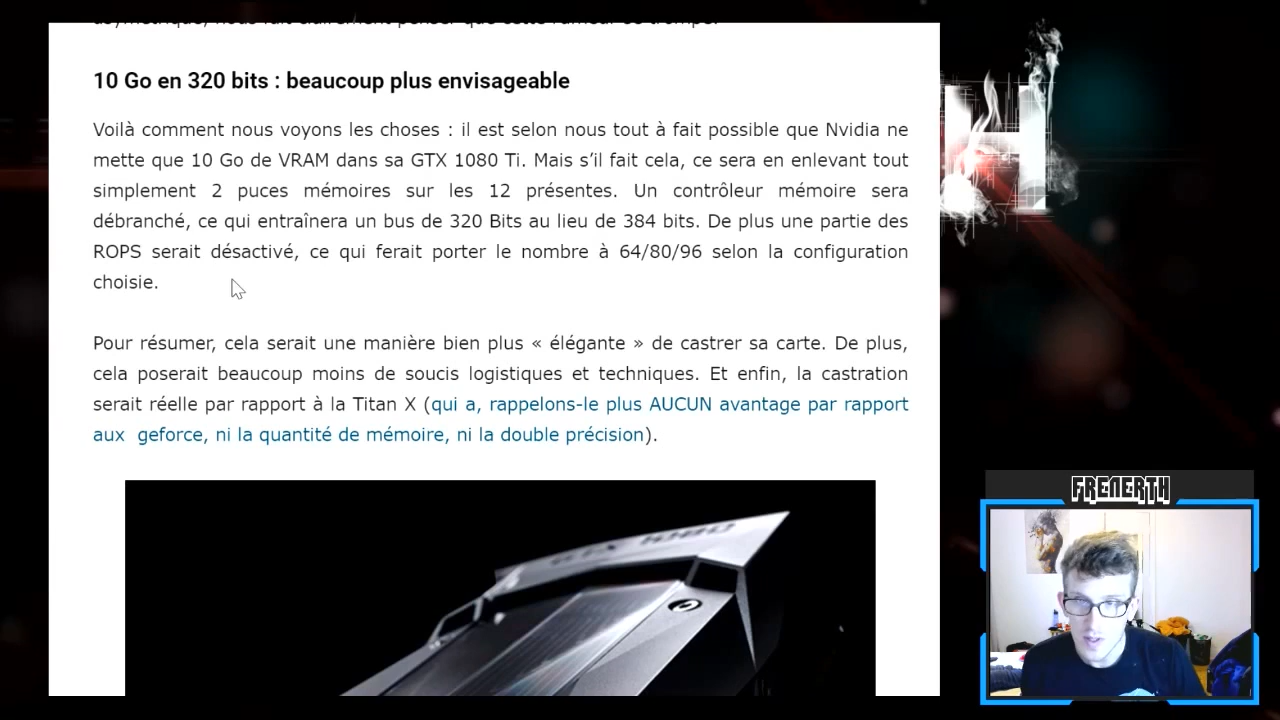 10 Go en 320 bits : beaucoup plus envisageable
Voilà comment nous voyons les choses : il est selon nous tout à fait possible que Nvidia ne
mette que 10 Go de VRAM dans sa GTX 1080 Ti. Mais s'il fait cela, ce sera en enlevant tout
simplement 2 puces mémoires sur les 12 présentes. Un contrôleur mémoire sera
débranché, ce qui entraînera un bus de 320 Bits au lieu de 384 bits. De plus une partie des
ROPS serait désactivé, ce qui ferait porter le nombre à 64/80/96 selon la configuration
choisie.
Pour résumer, cela serait une manière bien plus « élégante » de castrer sa carte. De plus,
cela poserait beaucoup moins de soucis logistiques et techniques. Et enfin, la castration
serait réelle par rapport à la Titan X (qui a, rappelons-le plus AUCUN avantage par rapport
aux geforce, ni la quantité de mémoire, ni la double précision).
FRENERTH